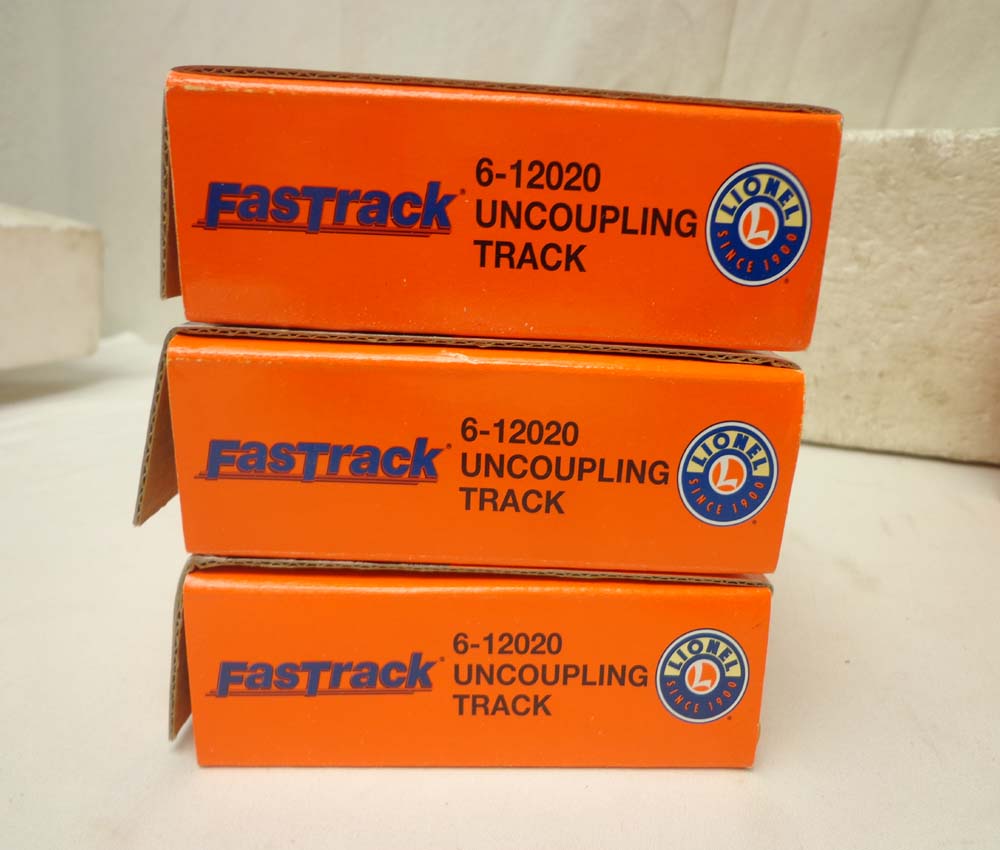 FasTrack
6-12020
UNCOUPLING
TRACK
LIONEL
SINCE 1900
L
FasTrack
6-12020
UNCOUPLING
TRACK
LIONEL
SINCE 1900
L
FasTrack
6-12020
UNCOUPLING
TRACK
LIONEL
SINCE 1900
L